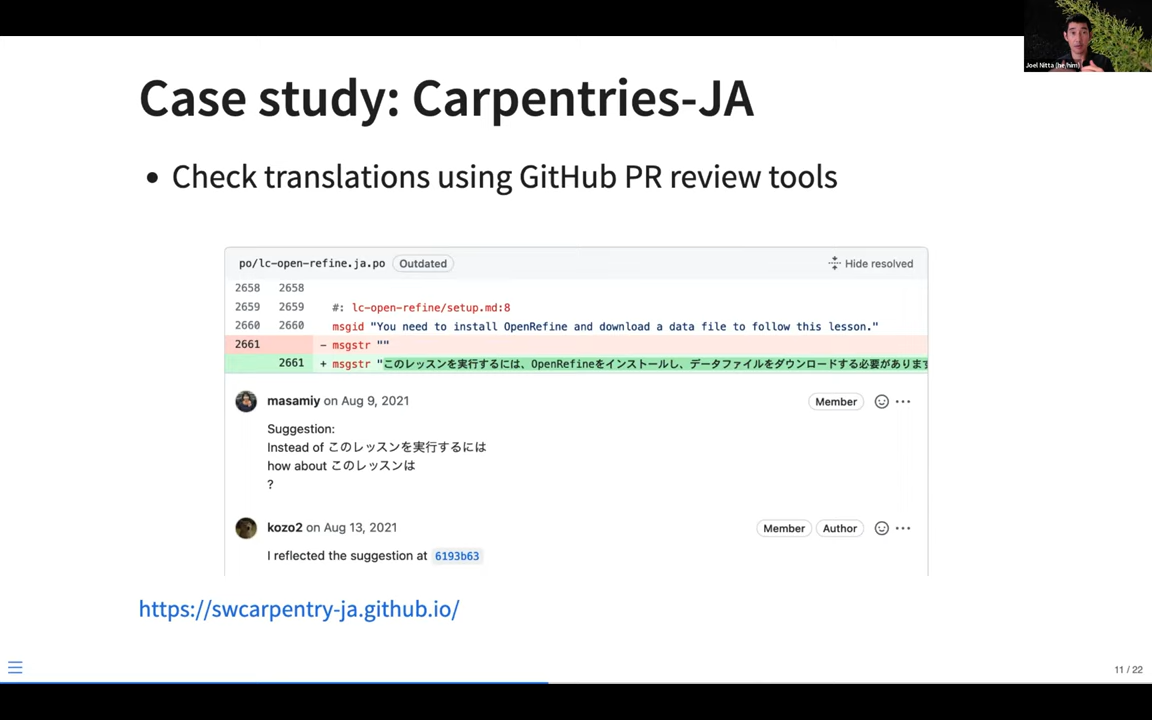 Joel Nitta (he/him)
Case study: Carpentries-JA
• Check translations using GitHub PR review tools
po/lc-open-refine.ja.po Outdated Hide resolved
2658 2658
2659 2659 #: lc-open-refine/setup.md:8
2660 2660 msgid "You need to install OpenRefine and download a data file to follow this lesson."
2661 - msgstr ""
2661 + msgstr "このレッスンを実行するには、OpenRefineをインストールし、データファイルをダウンロードする必要があります
masamiy on Aug 9, 2021 Member
Suggestion:
Instead of このレッスンを実行するには
how about このレッスンは
?
kozo2 on Aug 13, 2021 Member Author
I reflected the suggestion at 6193b63
https://swcarpentry-ja.github.io/
11 / 22